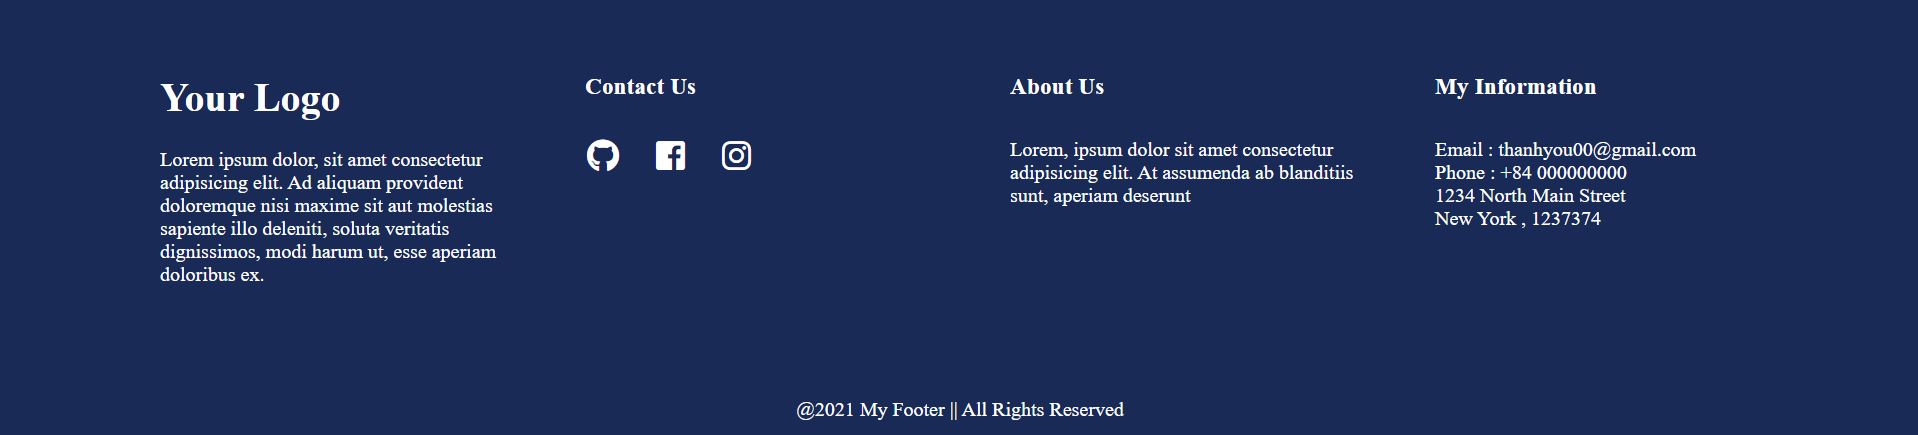 Your Logo
Lorem ipsum dolor, sit amet consectetur
adipisicing elit. Ad aliquam provident
doloremque nisi maxime sit aut molestias
sapiente illo deleniti, soluta veritatis
dignissimos, modi harum ut, esse aperiam
doloribus ex.
Contact Us
About Us
Lorem, ipsum dolor sit amet consectetur
adipisicing elit. At assumenda ab blanditiis
sunt, aperiam deserunt
My Information
Email : thanhyou00@gmail.com
Phone : +84 000000000
1234 North Main Street
New York , 1237374
@2021 My Footer || All Rights Reserved